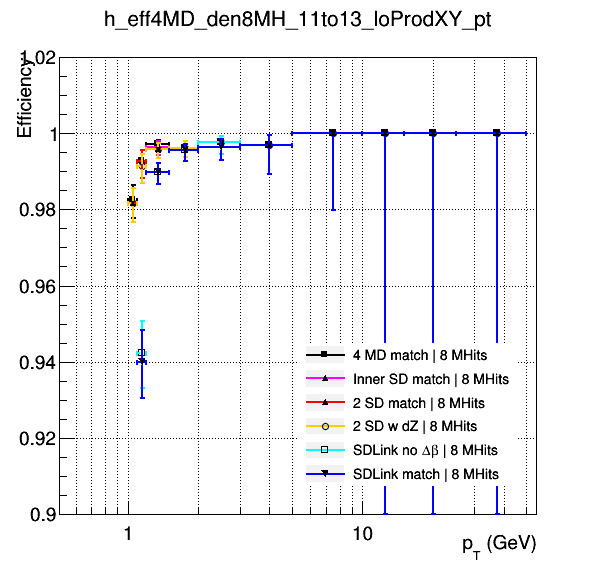 h_eff4MD_den8MH_11to13_loProdXY_pt
Efficiency
1.02
1
0.98
0.96
0.94
0.92
0.9
4 MD match | 8 MHits
Inner SD match | 8 MHits
2 SD match | 8 MHits
2 SD w dZ | 8 MHits
SDLink no Δβ | 8 MHits
SDLink match | 8 MHits
1
10
p_T (GeV)